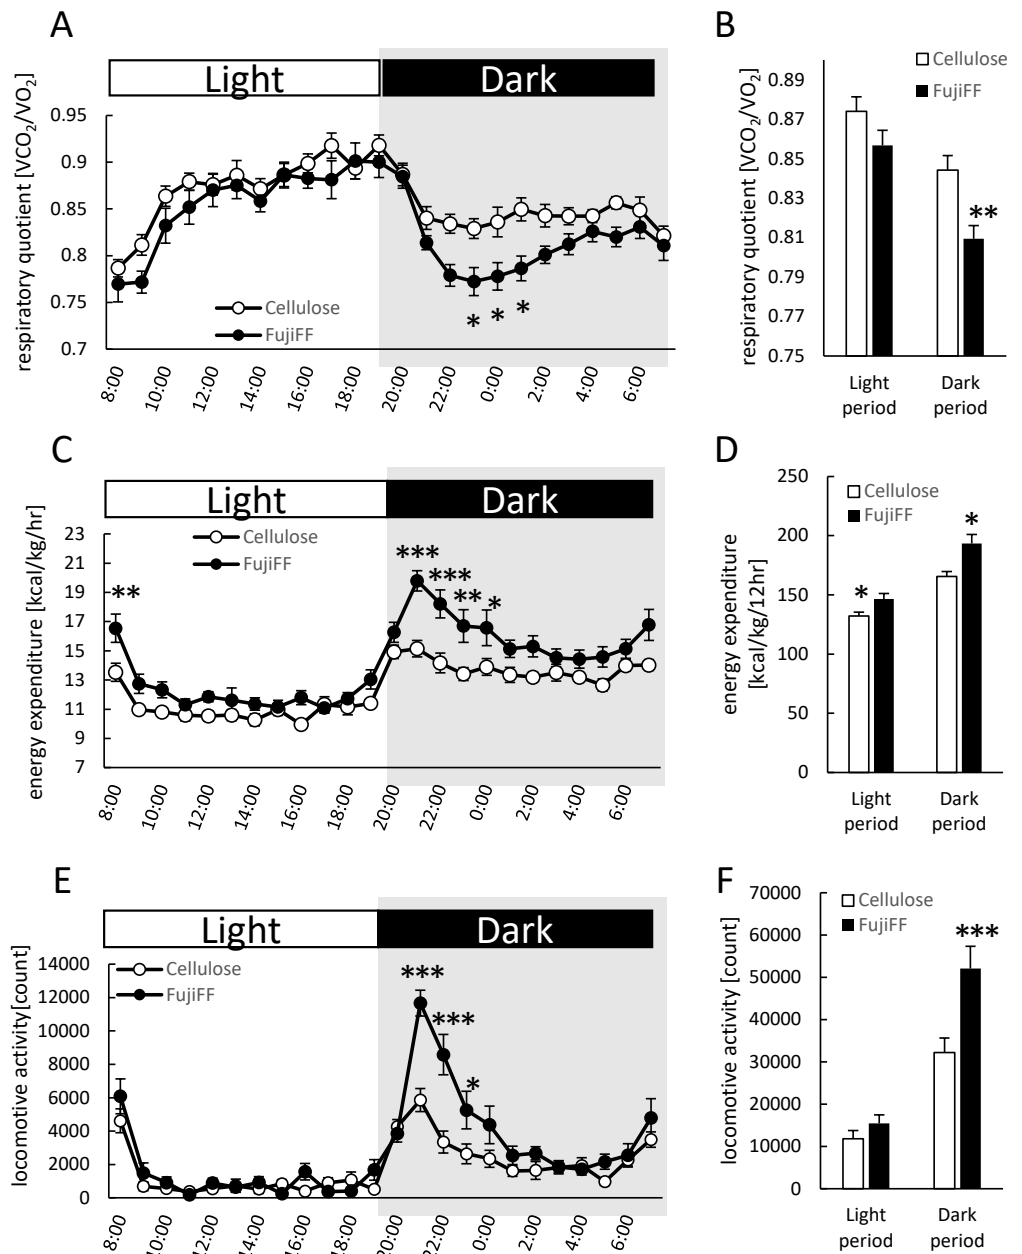 A
Light
Dark
respiratory quotient [VCO₂/VO₂]
0.95
0.9
0.85
0.8
0.75
0.7
Cellulose
FujiFF
* * *
8:00 10:00 12:00 14:00 16:00 18:00 20:00 22:00 0:00 2:00 4:00 6:00
B
Cellulose
FujiFF
respiratory quotient [VCO₂/VO₂]
0.89
0.87
0.85
0.83
0.81
0.79
0.77
0.75
**
Light period
Dark period
C
Light
Dark
energy expenditure [kcal/kg/hr]
23
21
19
17
15
13
11
9
7
Cellulose
FujiFF
** *** *** ** *
8:00 10:00 12:00 14:00 16:00 18:00 20:00 22:00 0:00 2:00 4:00 6:00
D
energy expenditure
[kcal/kg/12hr]
250
200
150
100
50
0
Cellulose
FujiFF
* *
Light period
Dark period
E
Light
Dark
locomotive activity[count]
14000
12000
10000
8000
6000
4000
2000
0
Cellulose
FujiFF
*** *** *
8:00 10:00 12:00 14:00 16:00 18:00 20:00 22:00 0:00 2:00 4:00 6:00
F
locomotive activity [count]
70000
60000
50000
40000
30000
20000
10000
0
Cellulose
FujiFF
***
Light period
Dark period